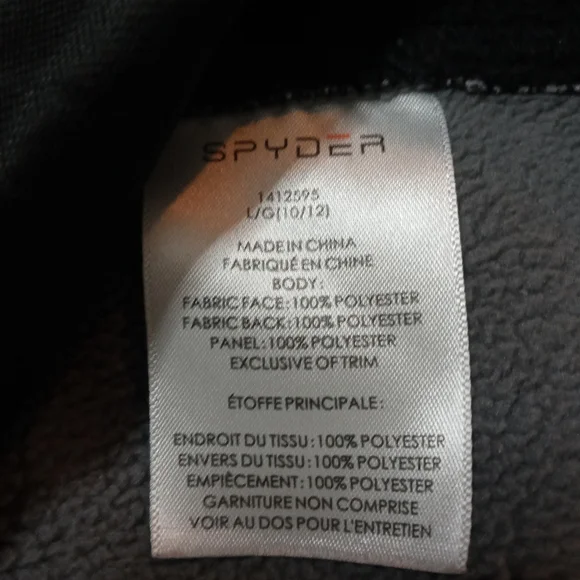 SPYDER
1412595
L/G(10/12)
MADE IN CHINA
FABRIQUÉ EN CHINE
BODY:
FABRIC FACE:100% POLYESTER
FABRIC BACK:100% POLYESTER
PANEL:100% POLYESTER
EXCLUSIVE OF TRIM
ÉTOFFE PRINCIPALE:
ENDROIT DU TISSU:100% POLYESTER
ENVERS DU TISSU:100% POLYESTER
EMPIÈCEMENT:100% POLYESTER
GARNITURE NON COMPRISE
VOIR AU DOS POUR L'ENTRETIEN